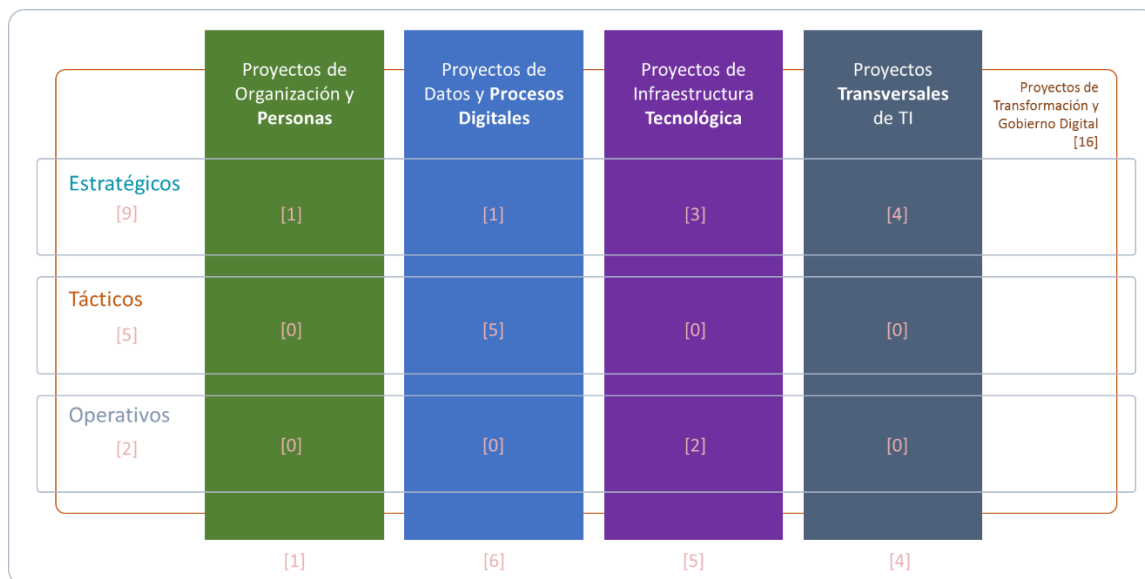 Proyectos de
Organización y
Personas
Proyectos de
Datos y Procesos
Digitales
Proyectos de
Infraestructura
Tecnológica
Proyectos
Transversales
de TI
Proyectos de
Transformación y
Gobierno Digital
[16]
Estratégicos
[9]
[1]
[1]
[3]
[4]
Tácticos
[5]
[0]
[5]
[0]
[0]
Operativos
[2]
[0]
[0]
[2]
[0]
[1]
[6]
[5]
[4]